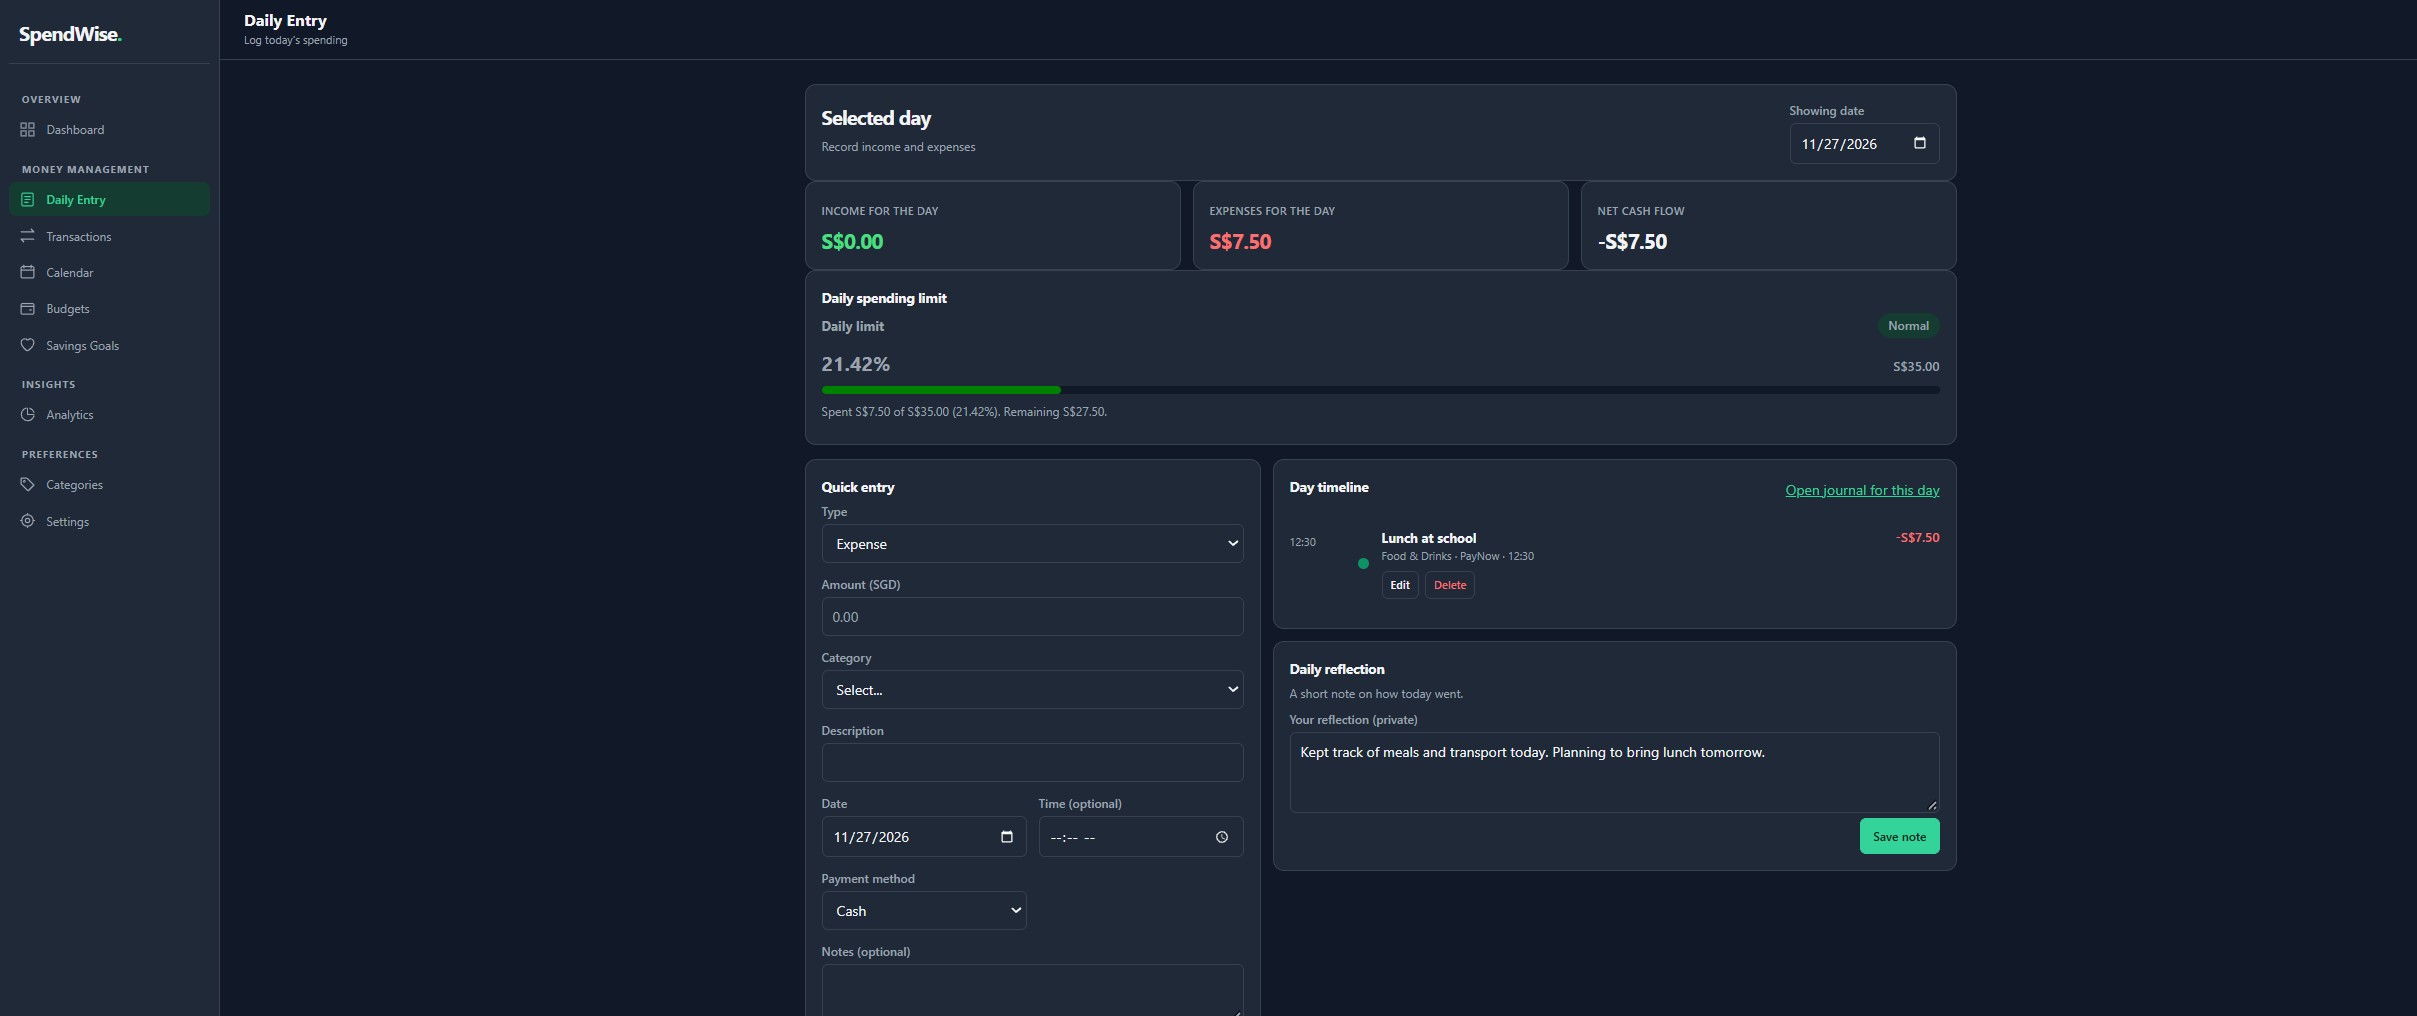 SpendWise.
OVERVIEW
Dashboard
MONEY MANAGEMENT
Daily Entry
Transactions
Calendar
Budgets
Savings Goals
INSIGHTS
Analytics
PREFERENCES
Categories
Settings
Daily Entry
Log today's spending
Selected day
Record income and expenses
Showing date
11/27/2026
INCOME FOR THE DAY
S$0.00
EXPENSES FOR THE DAY
S$7.50
NET CASH FLOW
-S$7.50
Daily spending limit
Daily limit
Normal
21.42%
S$35.00
Spent S$7.50 of S$35.00 (21.42%). Remaining S$27.50.
Quick entry
Type
Expense
Amount (SGD)
0.00
Category
Select...
Description
Date
Time (optional)
11/27/2026
--:-- --
Payment method
Cash
Notes (optional)
Day timeline
Open journal for this day
12:30
Lunch at school
-S$7.50
Food & Drinks · PayNow · 12:30
Edit
Delete
Daily reflection
A short note on how today went.
Your reflection (private)
Kept track of meals and transport today. Planning to bring lunch tomorrow.
Save note